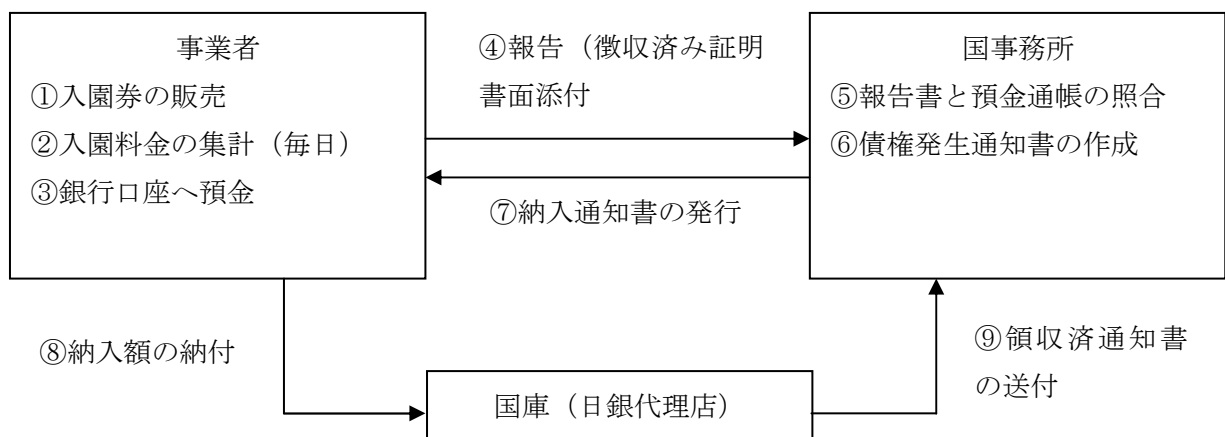 事業者
①入園券の販売
②入園料金の集計（毎日）
③銀行口座へ預金
④報告（徴収済み証明
書面添付
国事務所
⑤報告書と預金通帳の照合
⑥債権発生通知書の作成
⑦納入通知書の発行
⑧納入額の納付
国庫（日銀代理店）
⑨領収済通知書
の送付